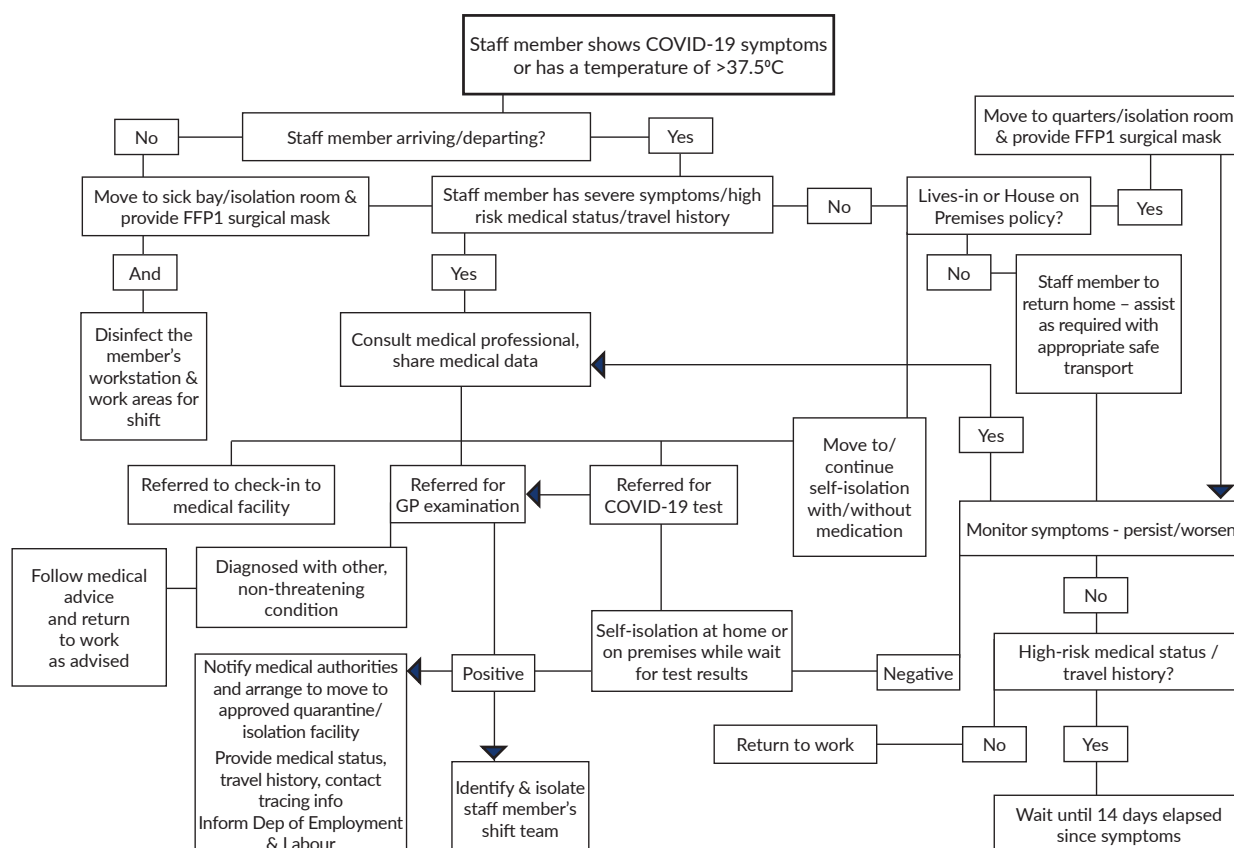 Staff member shows COVID-19 symptoms
or has a temperature of >37.5ºC
No
Staff member arriving/departing?
Yes
Move to quarters/isolation room
& provide FFP1 surgical mask
Move to sick bay/isolation room &
provide FFP1 surgical mask
Staff member has severe symptoms/high
risk medical status/travel history
No
Lives-in or House on
Premises policy?
Yes
And
Yes
No
Staff member to
return home – assist
as required with
appropriate safe
transport
Disinfect the
member’s
workstation &
work areas for
shift
Consult medical professional,
share medical data
Yes
Referred to check-in to
medical facility
Referred for
GP examination
Referred for
COVID-19 test
Move to/
continue
self-isolation
with/without
medication
Monitor symptoms - persist/worsen
Follow medical
advice
and return
to work
as advised
Diagnosed with other,
non-threatening
condition
No
Self-isolation at home or
on premises while wait
for test results
High-risk medical status /
travel history?
Notify medical authorities
and arrange to move to
approved quarantine/
isolation facility
Provide medical status,
travel history, contact
tracing info
Inform Dep of Employment
& Labour
Positive
Negative
Return to work
No
Yes
Identify & isolate
staff member’s
shift team
Wait until 14 days elapsed
since symptoms